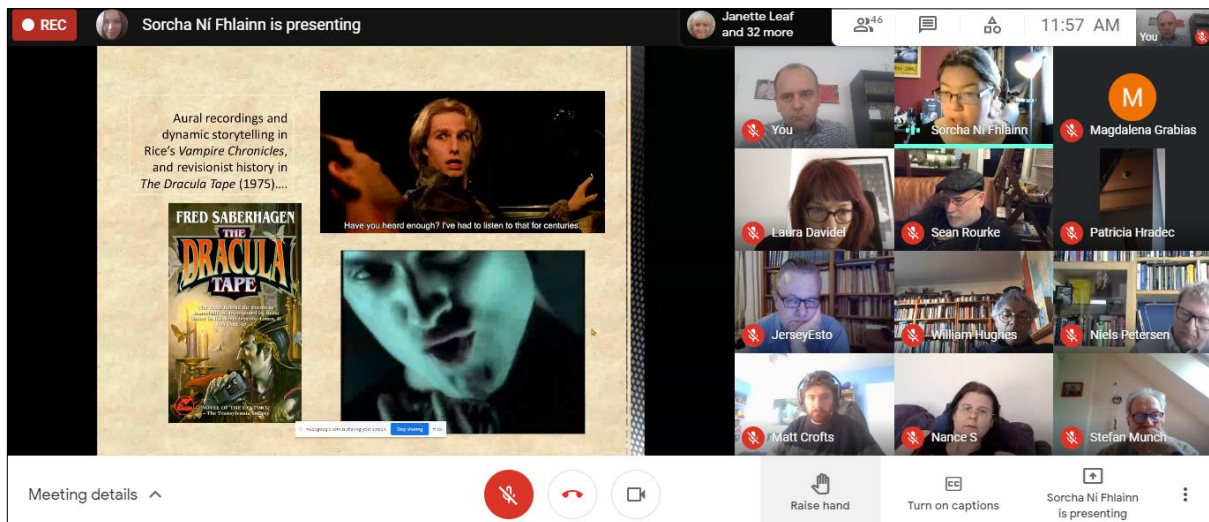 REC
Sorcha Ní Fhlainn is presenting
Janette Leaf
and 32 more
46
11:57 AM
You
Aural recordings and
dynamic storytelling in
Rice's Vampire Chronicles,
and revisionist history in
The Dracula Tape (1975)....
Have you heard enough? I've had to listen to that for centuries.
FRED SABERHAGEN
THE
DRACULA
TAPE
Stop sharing
Hide
You
Sorcha Ní Fhlainn
M
Magdalena Grabias
Laura Davidel
Sean Rourke
Patricia Hradec
JerseyEsto
William Hughes
Niels Petersen
Matt Crofts
Nance S
Stefan Munch
Meeting details
Raise hand
CC
Turn on captions
Sorcha Ní Fhlainn
is presenting